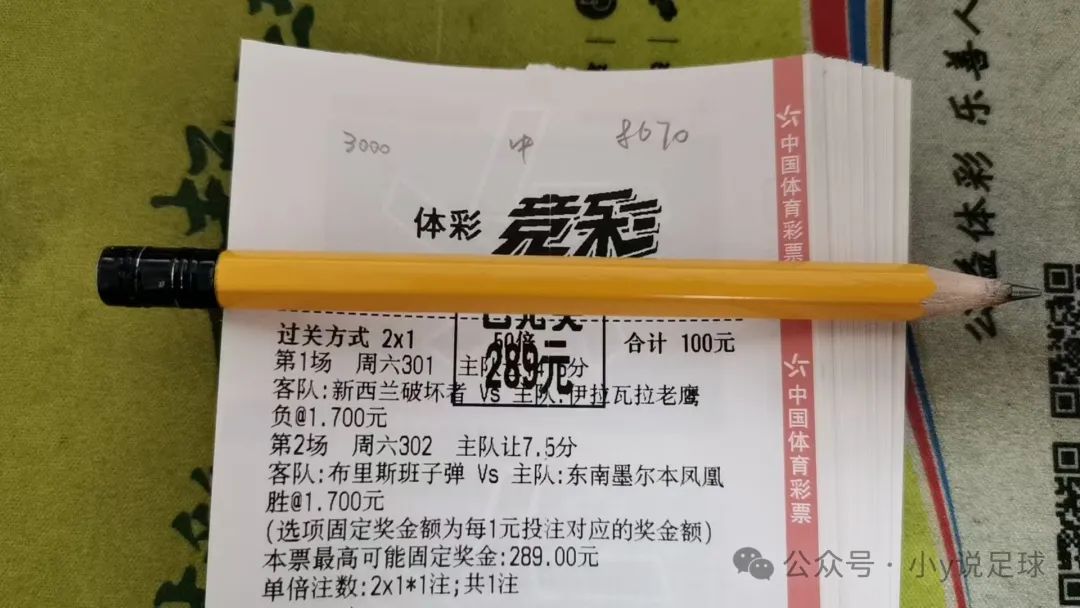 3000 中 8670
体彩 竞彩
过关方式 2x1 50倍 合计 100元
第1场 周六301
289元
客队:新西兰破坏者 Vs 主队:伊拉瓦拉老鹰
负@1.700元
第2场 周六302 主队让7.5分
客队:布里斯班子弹 Vs 主队:东南墨尔本凤凰
胜@1.700元
(选项固定奖金额为每1元投注对应的奖金额)
本票最高可能固定奖金:289.00元
单倍注数:2x1*1注;共1注
中国体育彩票
中国体育彩票
公益体彩 乐善人
公众号·小y说足球